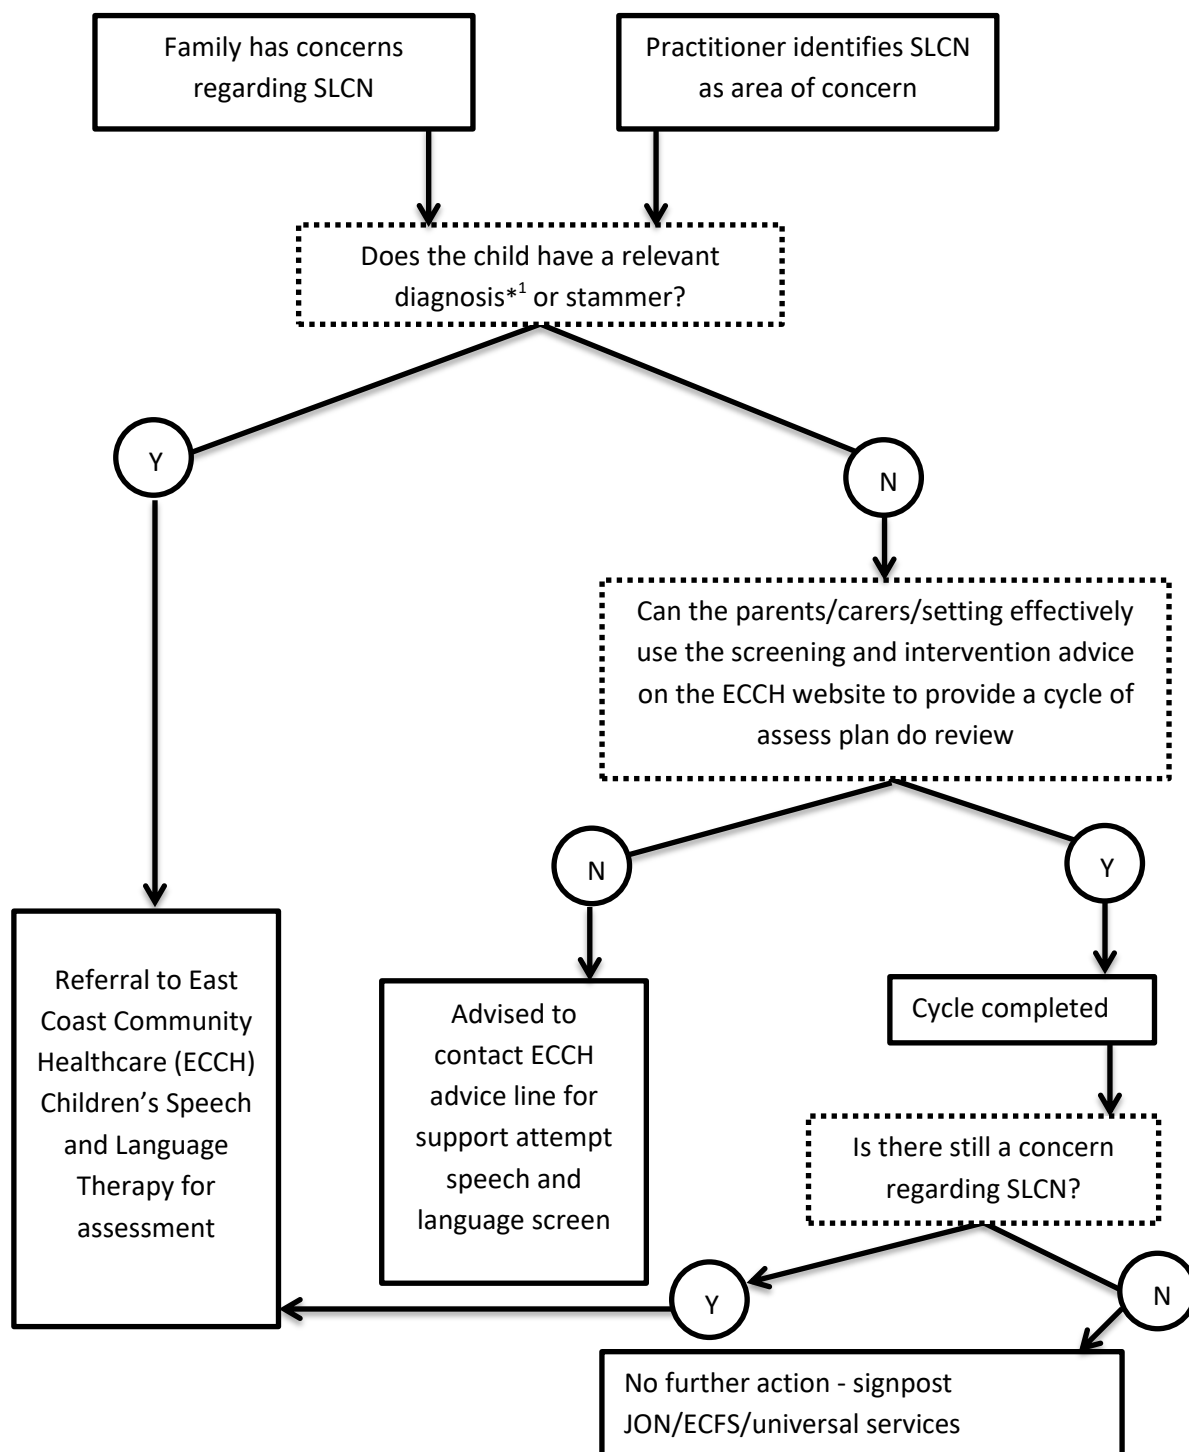 Family has concerns
regarding SLCN
Practitioner identifies SLCN
as area of concern
Does the child have a relevant
diagnosis*¹ or stammer?
Y
N
Can the parents/carers/setting effectively
use the screening and intervention advice
on the ECCH website to provide a cycle of
assess plan do review
N
Y
Referral to East
Coast Community
Healthcare (ECCH)
Children’s Speech
and Language
Therapy for
assessment
Advised to
contact ECCH
advice line for
support attempt
speech and
language screen
Cycle completed
Is there still a concern
regarding SLCN?
Y
N
No further action - signpost
JON/ECFS/universal services